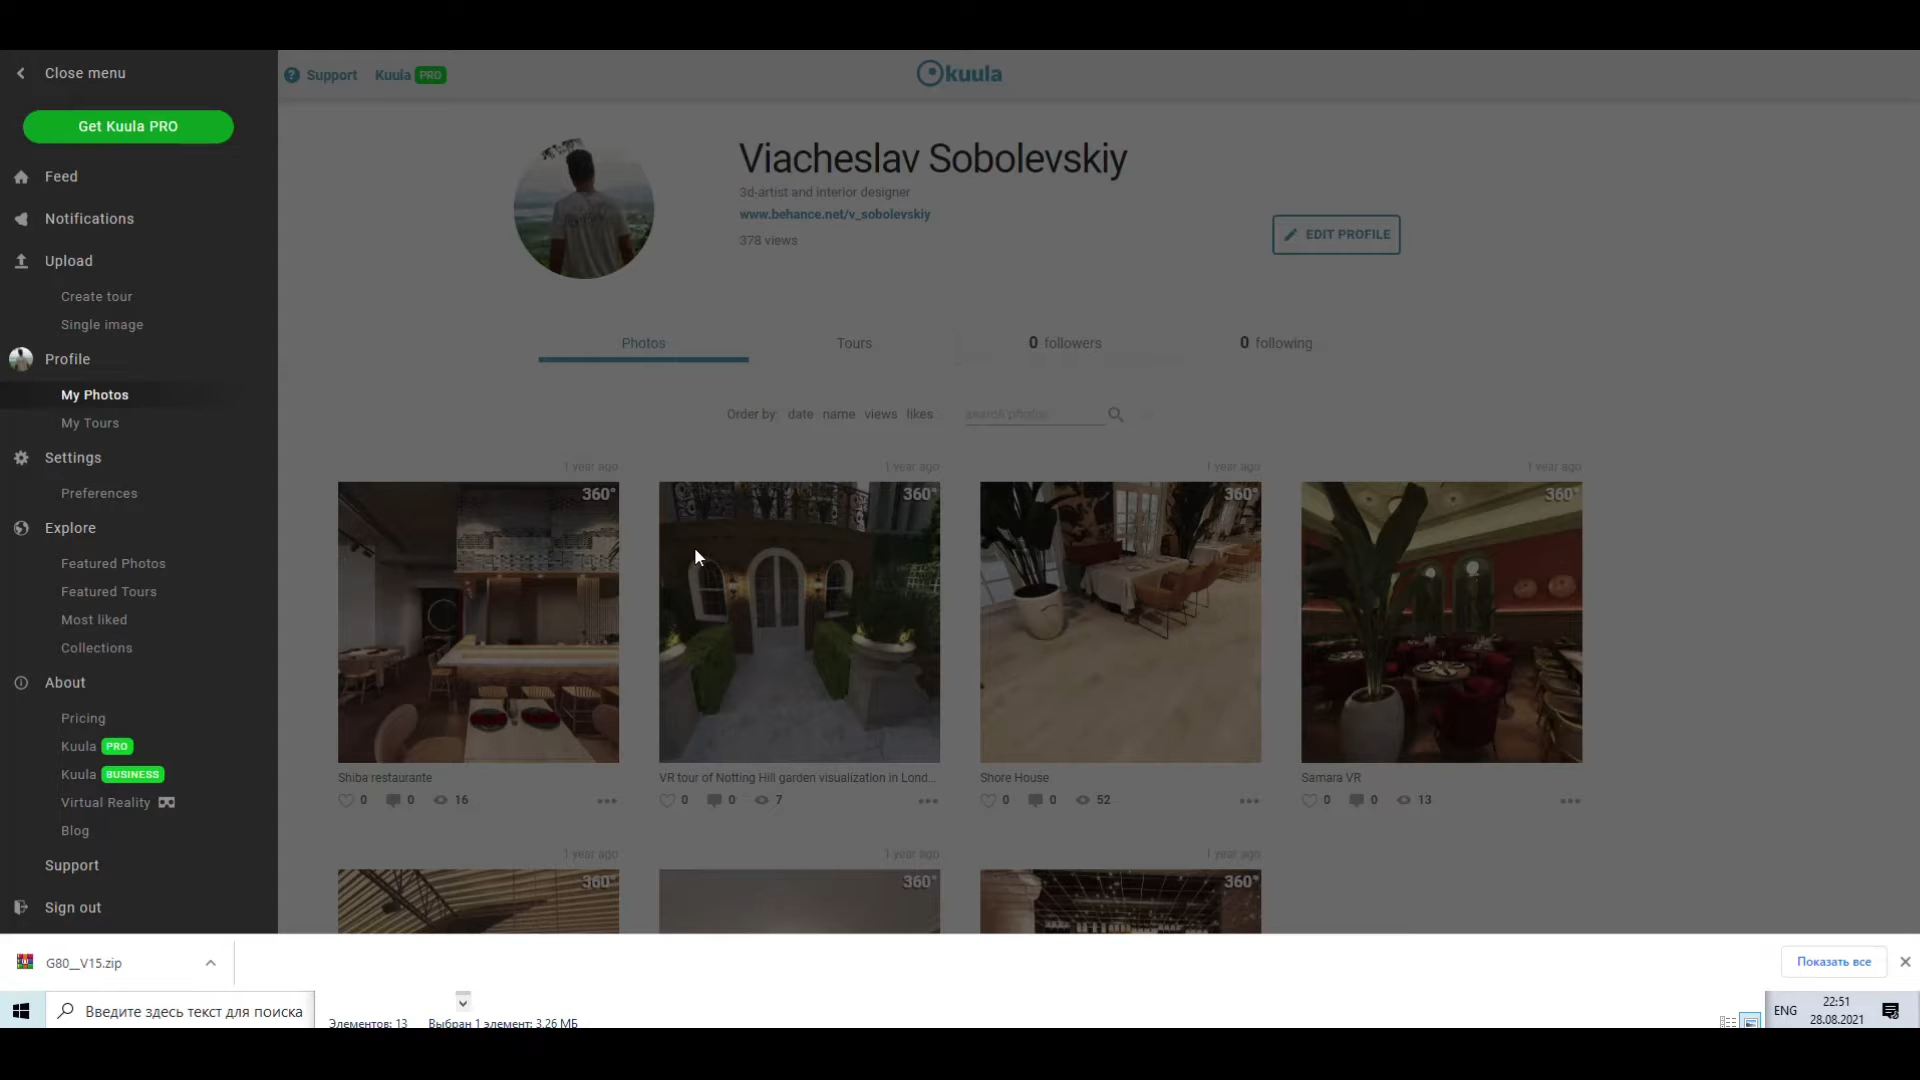 Close menu
Support Kuula PRO
kuula
Get Kuula PRO
Feed
Notifications
Upload
Create tour
Single image
Profile
My Photos
My Tours
Settings
Preferences
Explore
Featured Photos
Featured Tours
Most liked
Collections
About
Pricing
Kuula PRO
Kuula BUSINESS
Virtual Reality
Blog
Support
Sign out
Viacheslav Sobolevskiy
3d-artist and interior designer
www.behance.net/v_sobolevskiy
378 views
EDIT PROFILE
Photos Tours 0 followers 0 following
Order by: date name views likes search photos
1 year ago 1 year ago 1 year ago 1 year ago
360° 360° 360° 360°
Shiba restaurante VR tour of Notting Hill garden visualization in Lond... Shore House Samara VR
0 0 16 0 0 7 0 0 52 0 0 13
1 year ago 1 year ago 1 year ago
360° 360° 360°
G80__V15.zip
Показать все
Введите здесь текст для поиска
Элементов: 13 Выбран 1 элемент: 3,26 МБ
ENG
22:51
28.08.2021